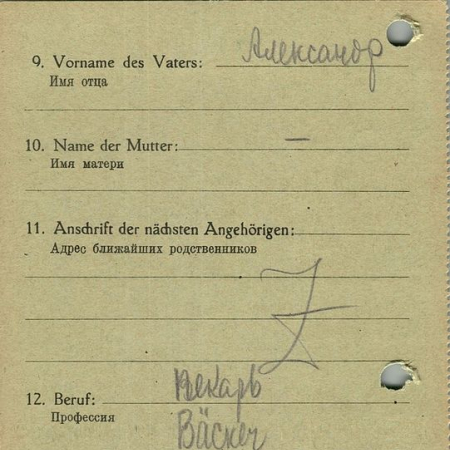 9. Vorname des Vaters: Александр
Имя отца
10. Name der Mutter: —
Имя матери
11. Anschrift der nächsten Angehörigen:
Адрес ближайших родственников
Z
12. Beruf: Пекарь
Профессия Bäcker